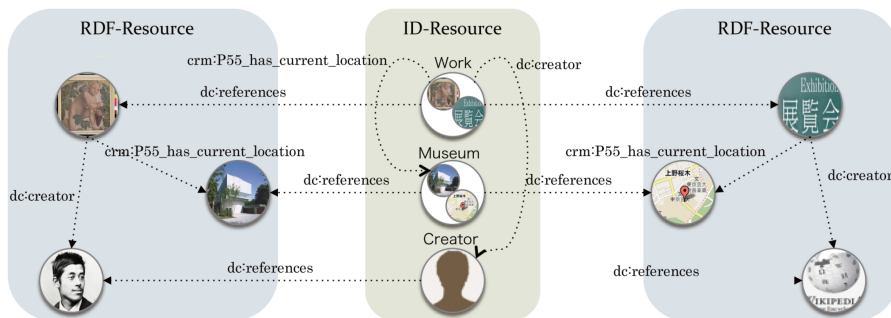 RDF-Resource
ID-Resource
RDF-Resource
crm:P55_has_current_location
Work
dc:creator
dc:references
dc:references
Exhibition
展覧会
Exhibition
展覧会
crm:P55_has_current_location
Museum
crm:P55_has_current_location
dc:references
dc:references
上野桜木
dc:creator
dc:creator
Creator
dc:references
dc:references
WIKIPEDIA